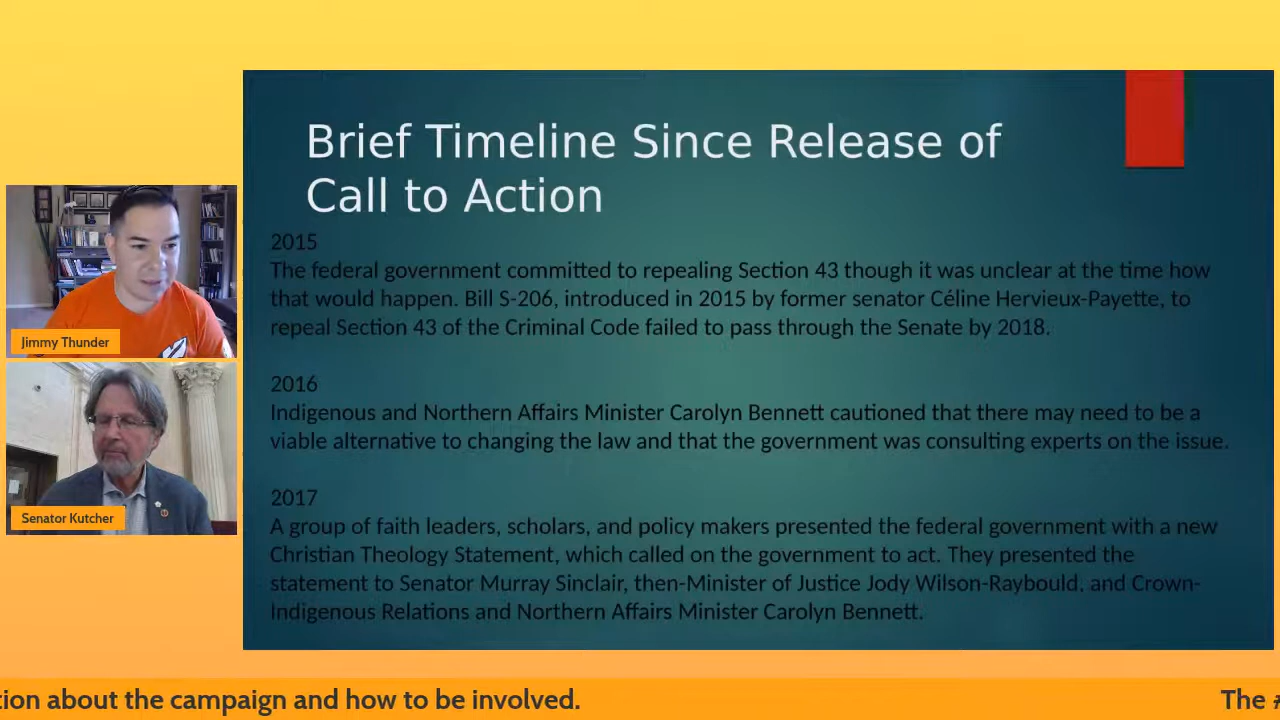 Brief Timeline Since Release of
Call to Action
2015
The federal government committed to repealing Section 43 though it was unclear at the time how
that would happen. Bill S-206, introduced in 2015 by former senator Céline Hervieux-Payette, to
repeal Section 43 of the Criminal Code failed to pass through the Senate by 2018.
2016
Indigenous and Northern Affairs Minister Carolyn Bennett cautioned that there may need to be a
viable alternative to changing the law and that the government was consulting experts on the issue.
2017
A group of faith leaders, scholars, and policy makers presented the federal government with a new
Christian Theology Statement, which called on the government to act. They presented the
statement to Senator Murray Sinclair, then-Minister of Justice Jody Wilson-Raybould, and Crown-
Indigenous Relations and Northern Affairs Minister Carolyn Bennett.
Jimmy Thunder
Senator Kutcher
tion about the campaign and how to be involved.
The